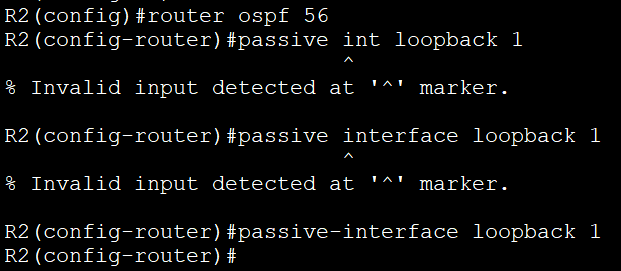 R2(config)#router ospf 56
R2(config-router)#passive int loopback 1
^
% Invalid input detected at '^' marker.
R2(config-router)#passive interface loopback 1
^
% Invalid input detected at '^' marker.
R2(config-router)#passive-interface loopback 1
R2(config-router)#